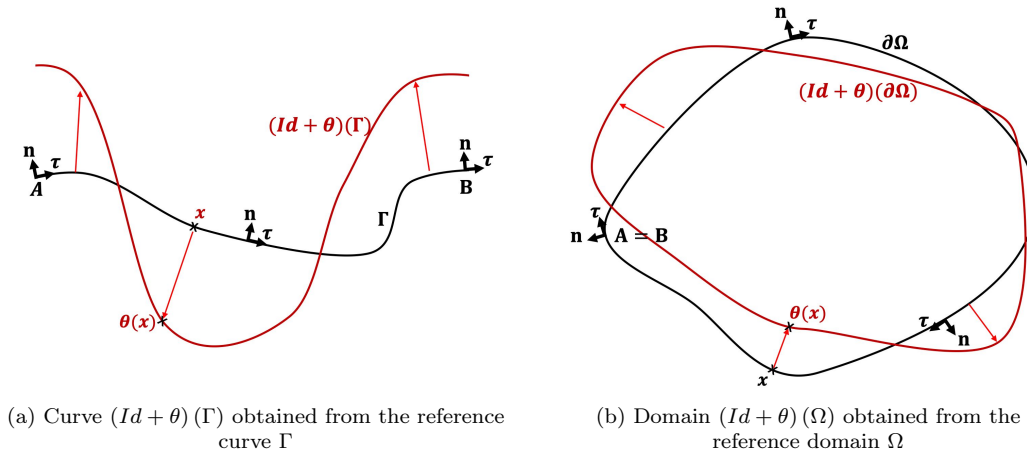 n
τ
A
(Id + θ)(Γ)
n
τ
B
x
n
τ
Γ
θ(x)
(a) Curve (Id + θ) (Γ) obtained from the reference
curve Γ
n
τ
∂Ω
(Id + θ)(∂Ω)
τ
n
A = B
θ(x)
τ
n
x
(b) Domain (Id + θ) (Ω) obtained from the
reference domain Ω